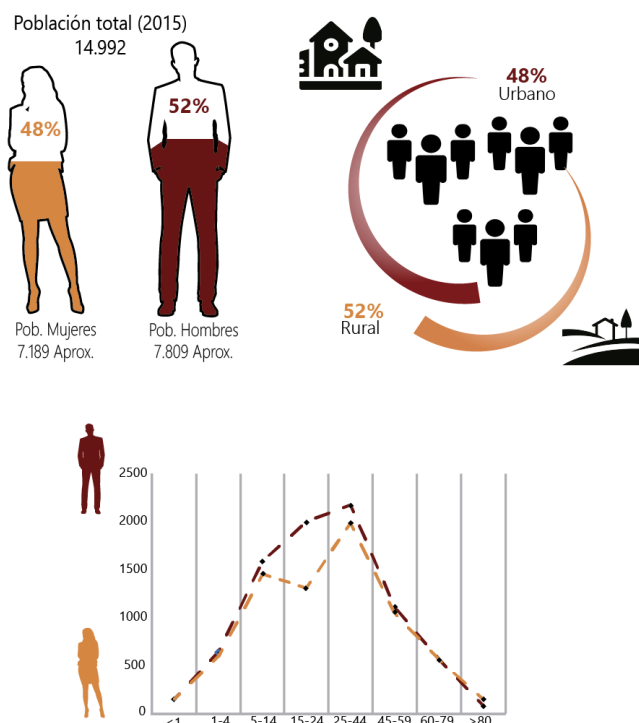 Población total (2015)
14.992
48%
52%
Pob. Mujeres
7.189 Aprox.
Pob. Hombres
7.809 Aprox.
48%
Urbano
52%
Rural
2500
2000
1500
1000
500
0
<1 1-4 5-14 15-24 25-44 45-59 60-79 >80